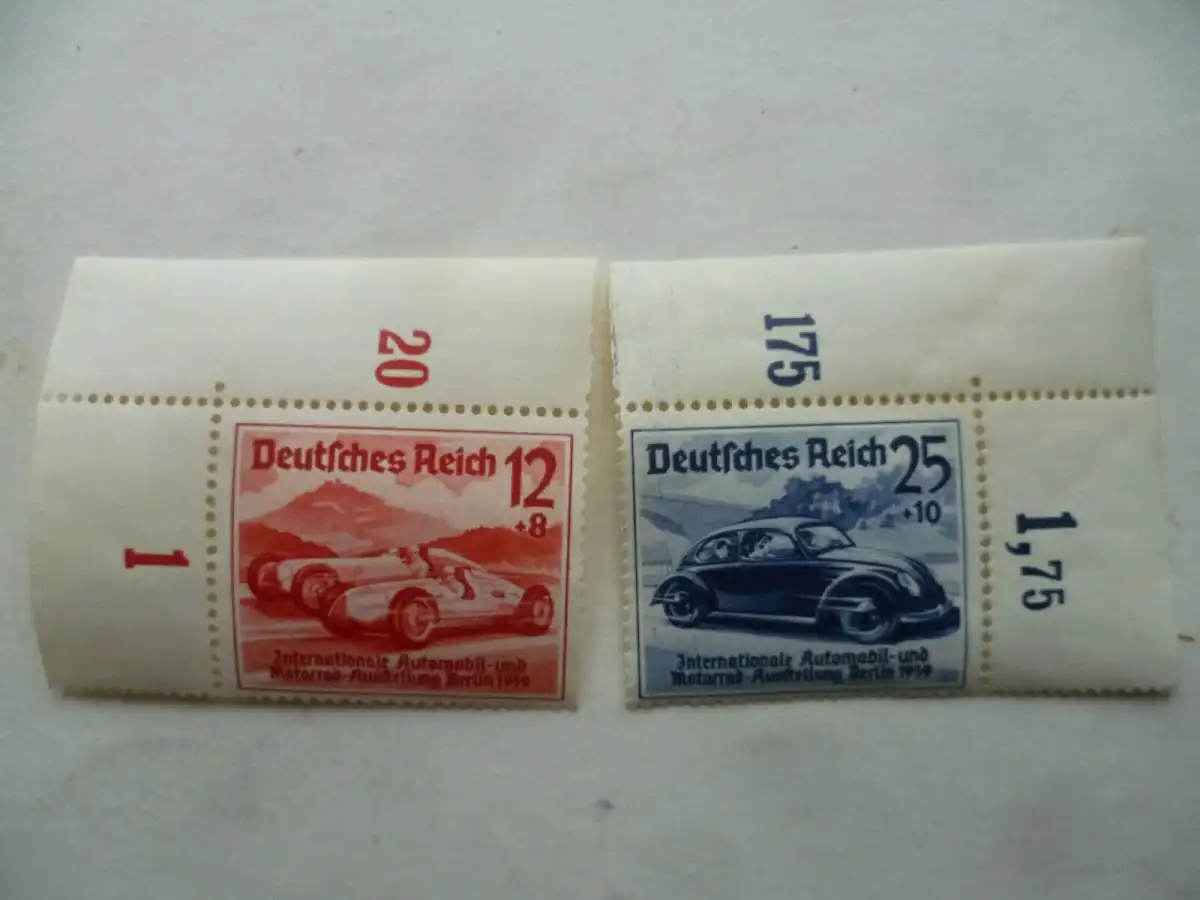 20
1
Deutsches Reich 12
+8
Internationale Automobil- und
Motorrad-Ausstellung Berlin 1939
175
1,75
Deutsches Reich 25
+10
Internationale Automobil- und
Motorrad-Ausstellung Berlin 1939